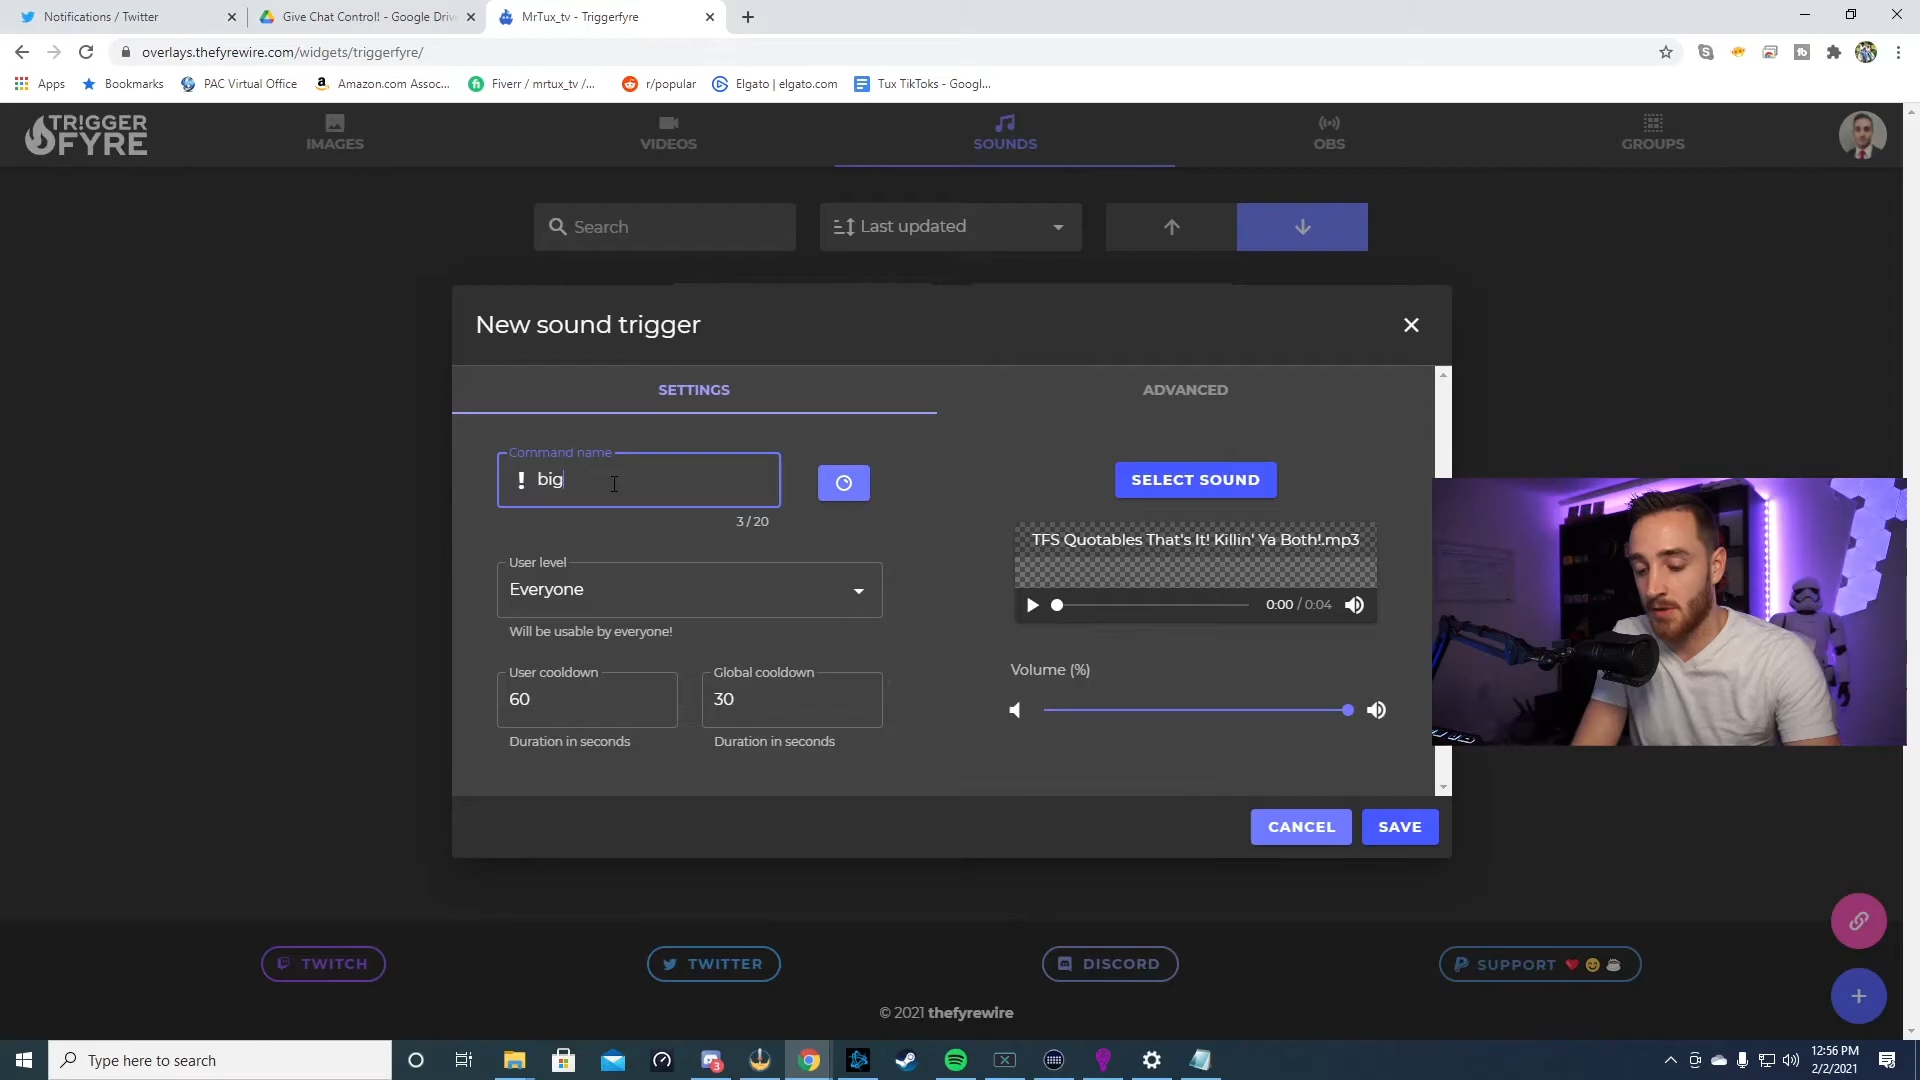 Notifications / Twitter
Give Chat Control! - Google Driv
MrTux_tv - Triggerfyre
overlays.thefyrewire.com/widgets/triggerfyre/
Apps
Bookmarks
PAC Virtual Office
Amazon.com Assoc...
Fiverr / mrtux_tv /...
r/popular
Elgato | elgato.com
Tux TikToks - Googl...
TR!GGER
FYRE
IMAGES
VIDEOS
SOUNDS
OBS
GROUPS
Search
Last updated
New sound trigger
SETTINGS
ADVANCED
Command name
! big
3 / 20
SELECT SOUND
TFS Quotables That's It! Killin' Ya Both!.mp3
0:00 / 0:04
User level
Everyone
Will be usable by everyone!
User cooldown
60
Duration in seconds
Global cooldown
30
Duration in seconds
Volume (%)
CANCEL
SAVE
TWITCH
TWITTER
DISCORD
SUPPORT ❤️ 😊 ☕
© 2021 thefyrewire
Type here to search
3
12:56 PM
2/2/2021